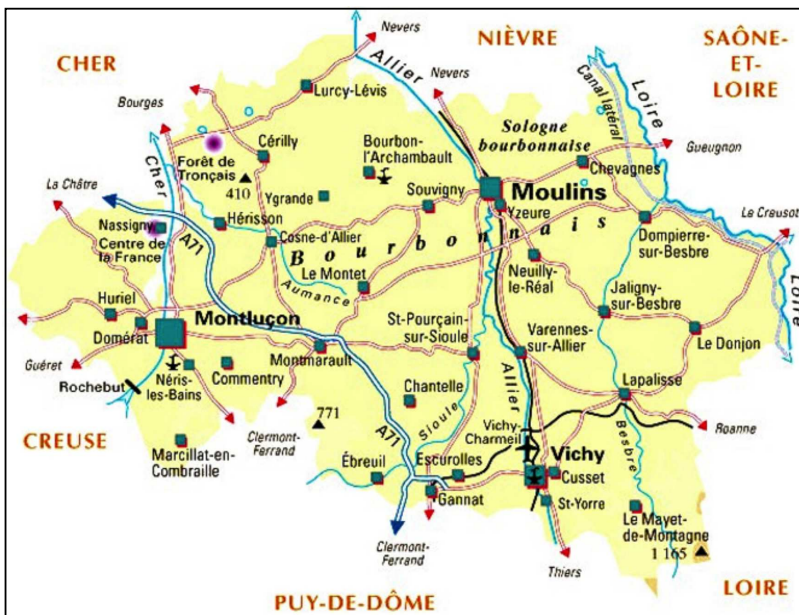 Nevers
NIÈVRE
SAÔNE-
ET-
LOIRE
CHER
Allier
Nevers
Loire
Canal latéral
Lurcy-Lévis
Bourges
Sologne
bourbonnaise
Gueugnon
Cher
Cérilly
Bourbon-
l'Archambault
Chevagnes
Forêt de
Tronçais
410
La Châtre
Ygrande
Souvigny
Moulins
Yzeure
Le Creusot
Nassigny
Centre de
la France
A71
Hérisson
Cosne-d'Allier
Bourbonnais
Dompierre-
sur-Besbre
Le Montet
Aumance
Neuilly-
le-Réal
Jaligny-
sur-Besbre
Loire
Huriel
Domérat
Montluçon
St-Pourçain-
sur-Sioule
Varennes-
sur-Allier
Le Donjon
Guéret
Montmarault
Rochebut
Néris-
les-Bains
Commentry
Chantelle
Allier
Lapalisse
771
A71
Sioule
Vichy-
Charmeil
Besbre
Roanne
CREUSE
Clermont-
Ferrand
Marcillat-en-
Combraille
Ébreuil
Escurolles
Vichy
Cusset
Gannat
St-Yorre
Le Mayet-
de-Montagne
1 165
Clermont-
Ferrand
Thiers
PUY-DE-DÔME
LOIRE